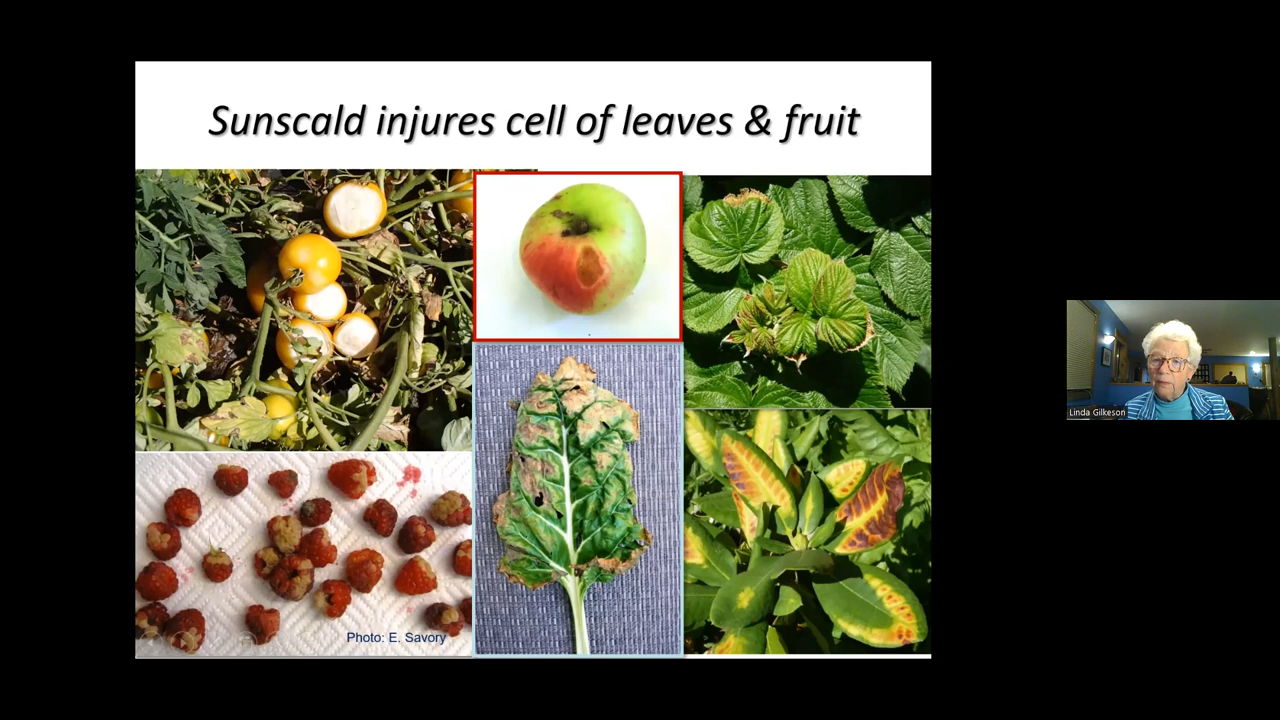 Sunscald injures cell of leaves & fruit
Photo: E. Savory
Linda Gilkeson